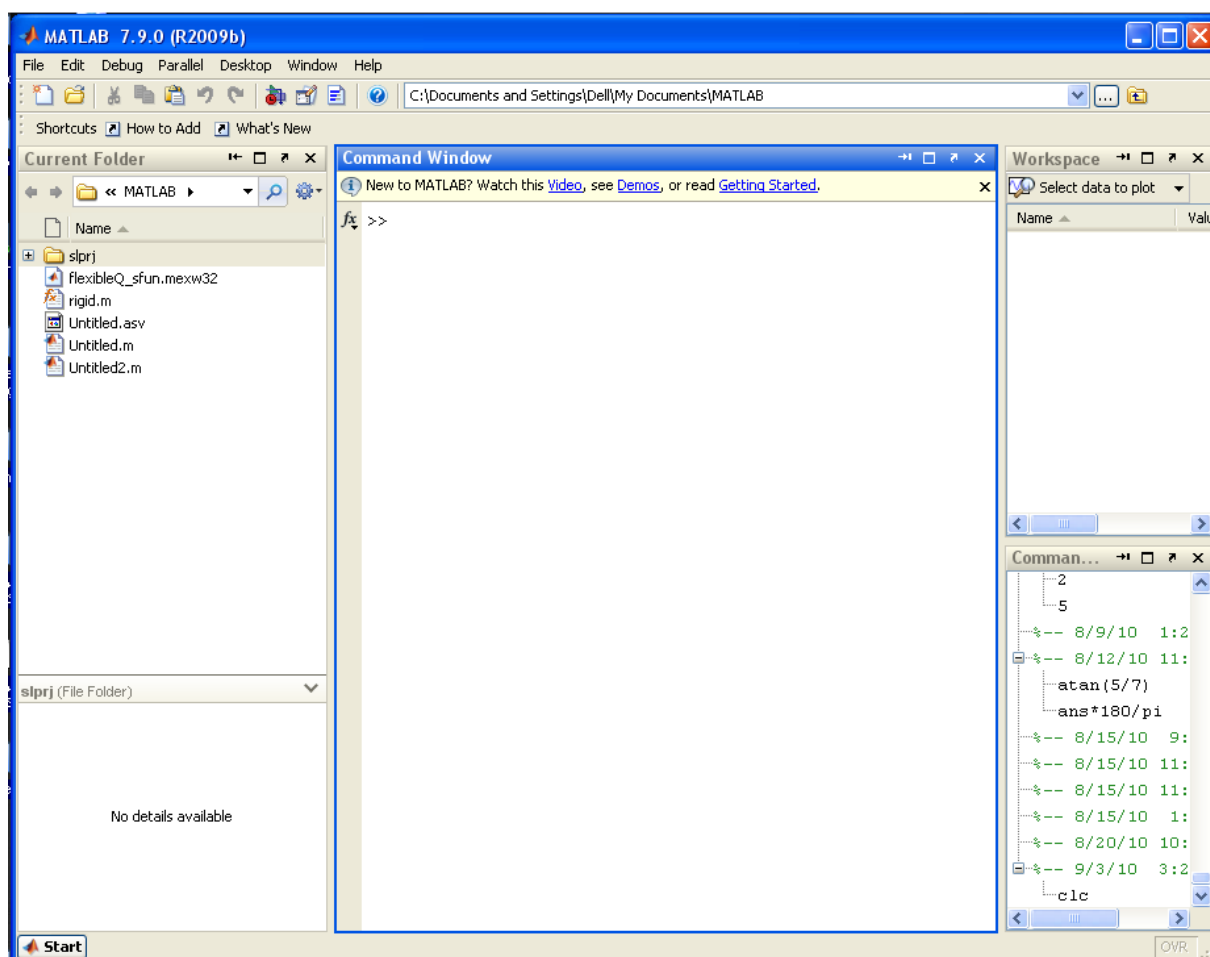 MATLAB 7.9.0 (R2009b)
File Edit Debug Parallel Desktop Window Help
C:\Documents and Settings\Dell\My Documents\MATLAB
Shortcuts How to Add What's New
Current Folder
« MATLAB
Name
slprj
flexibleQ_sfun.mexw32
rigid.m
Untitled.asv
Untitled.m
Untitled2.m
slprj (File Folder)
No details available
Command Window
New to MATLAB? Watch this Video, see Demos, or read Getting Started.
fx >>
Workspace
Select data to plot
Name Valu
Comman...
2
5
%-- 8/9/10 1:2
%-- 8/12/10 11:
atan(5/7)
ans*180/pi
%-- 8/15/10 9:
%-- 8/15/10 11:
%-- 8/15/10 11:
%-- 8/15/10 1:
%-- 8/20/10 10:
%-- 9/3/10 3:2
clc
Start
OVR